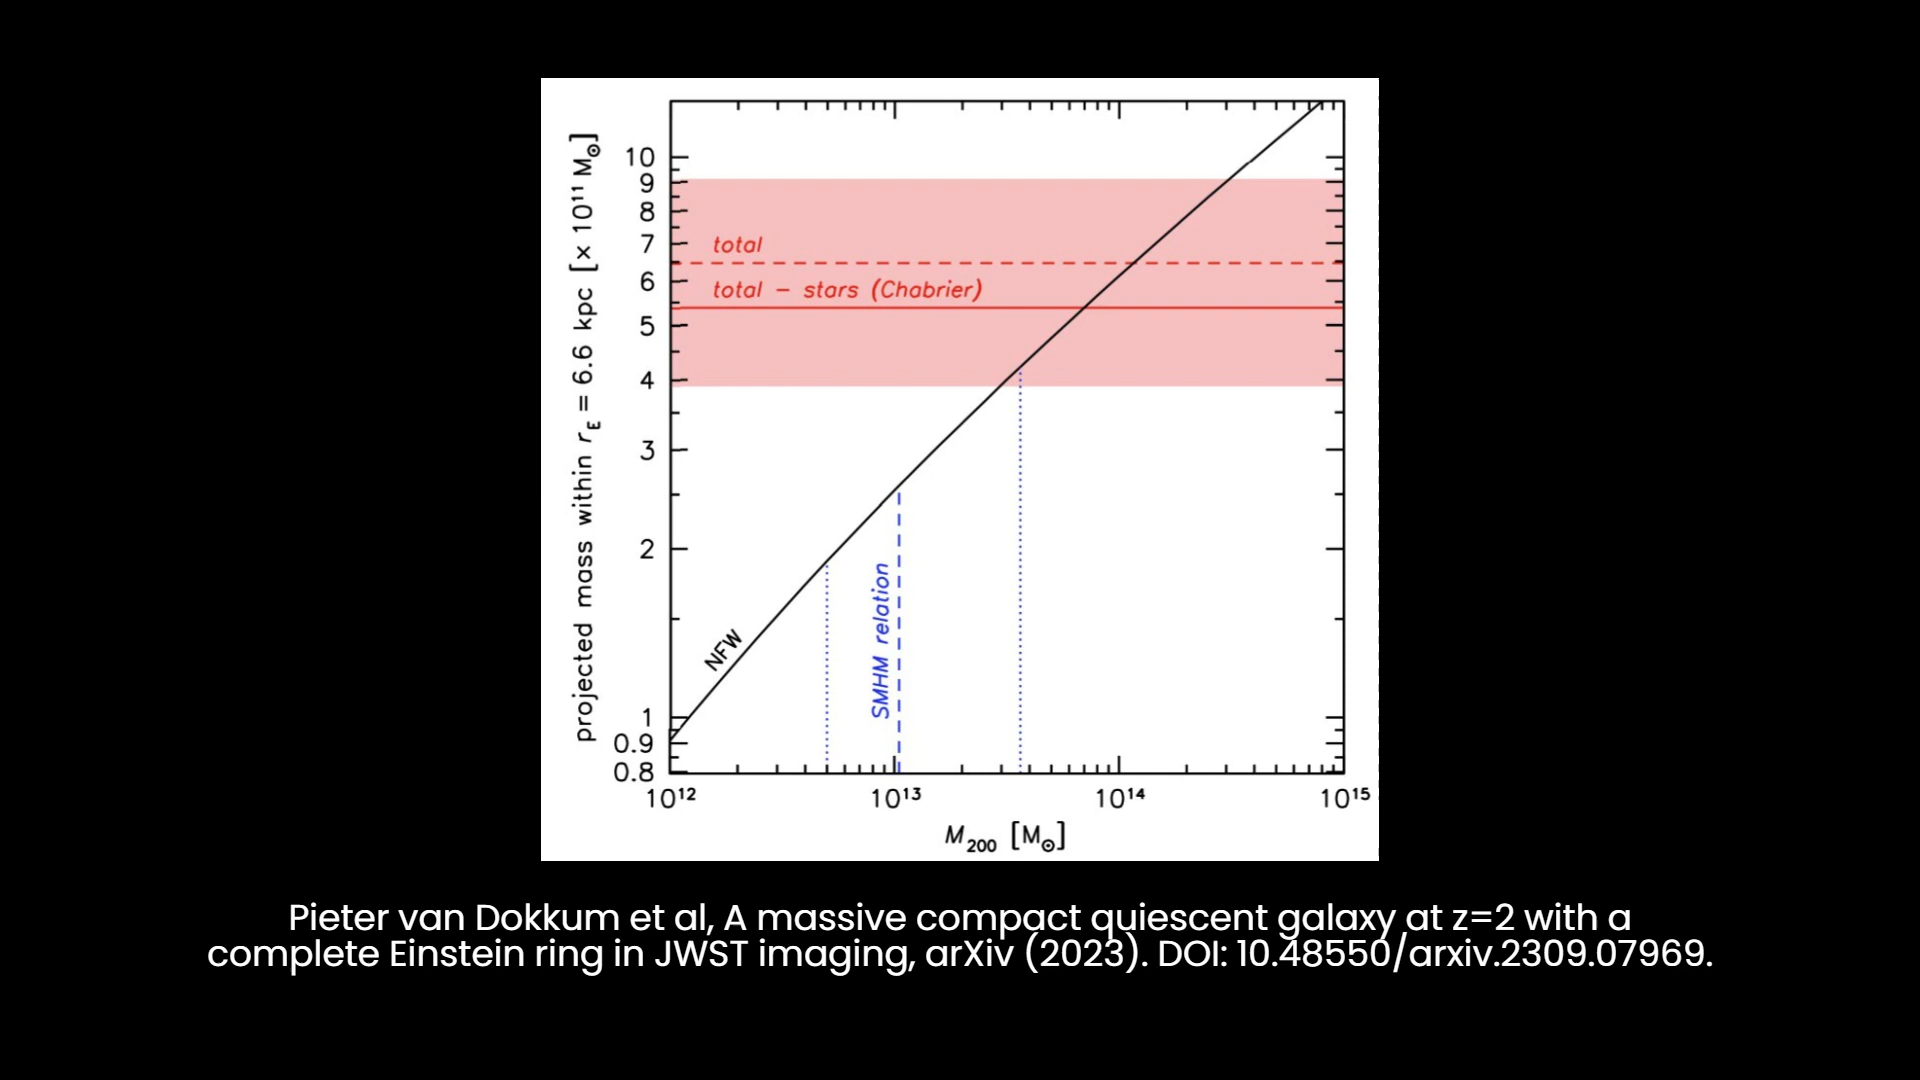 projected mass within rE = 6.6 kpc [× 10¹¹ M☉]
10
9
8
7
6
5
4
3
2
1
0.9
0.8
total
total − stars (Chabrier)
NFW
SMHM relation
10¹² 10¹³ 10¹⁴ 10¹⁵
M200 [M☉]
Pieter van Dokkum et al, A massive compact quiescent galaxy at z=2 with a
complete Einstein ring in JWST imaging, arXiv (2023). DOI: 10.48550/arxiv.2309.07969.